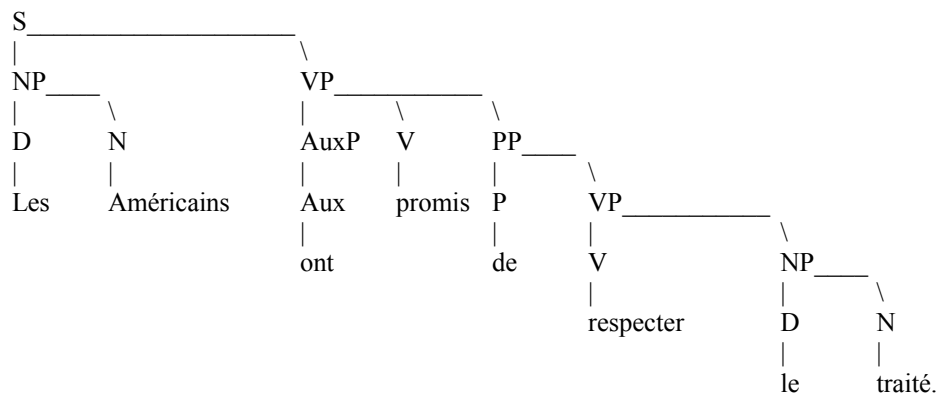 S
NP VP
D N AuxP V PP
Les Américains Aux promis P VP
ont de V NP
respecter D N
le traité.